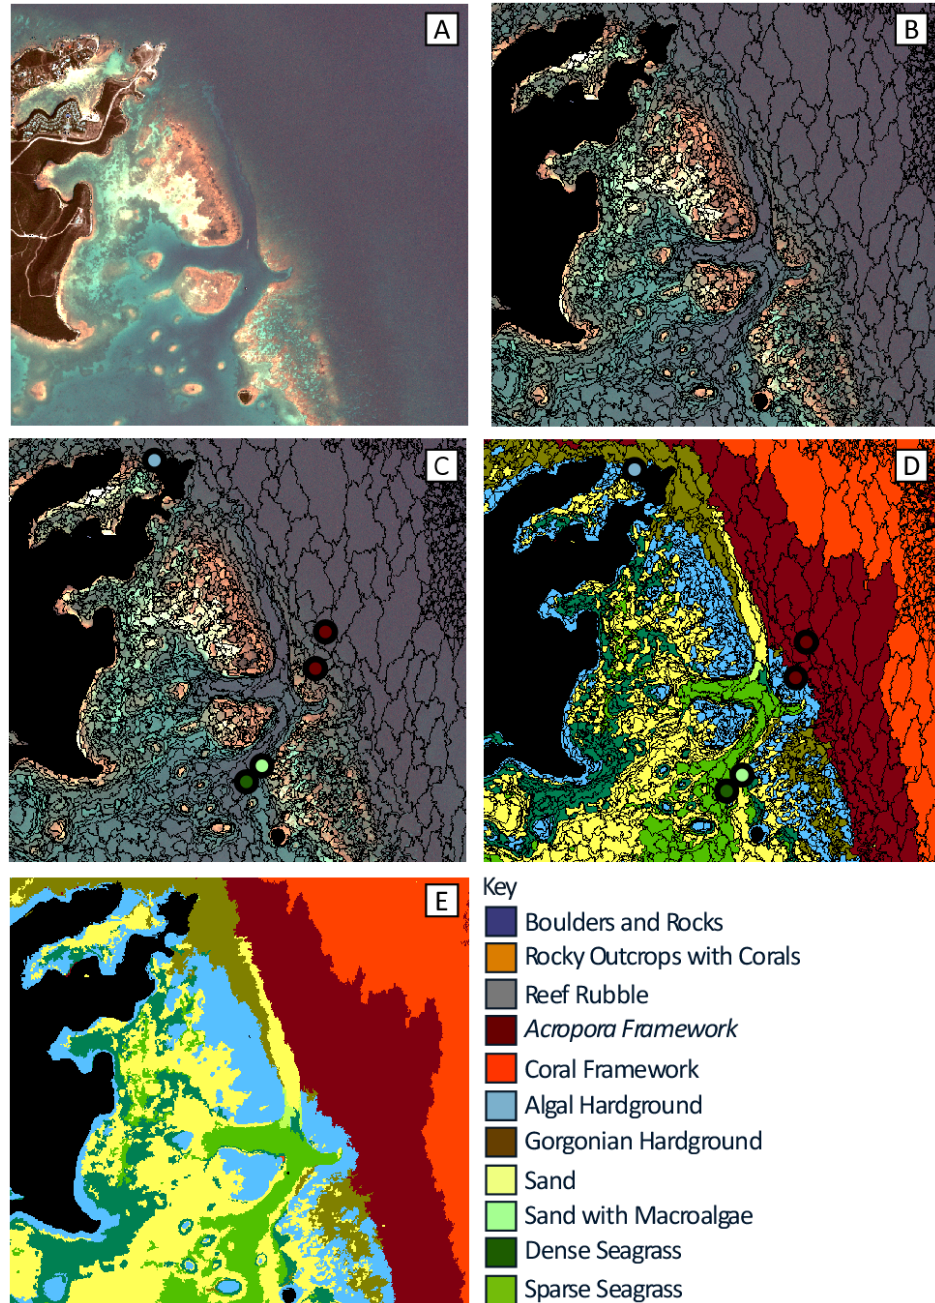 A
B
C
D
E
Key
Boulders and Rocks
Rocky Outcrops with Corals
Reef Rubble
Acropora Framework
Coral Framework
Algal Hardground
Gorgonian Hardground
Sand
Sand with Macroalgae
Dense Seagrass
Sparse Seagrass